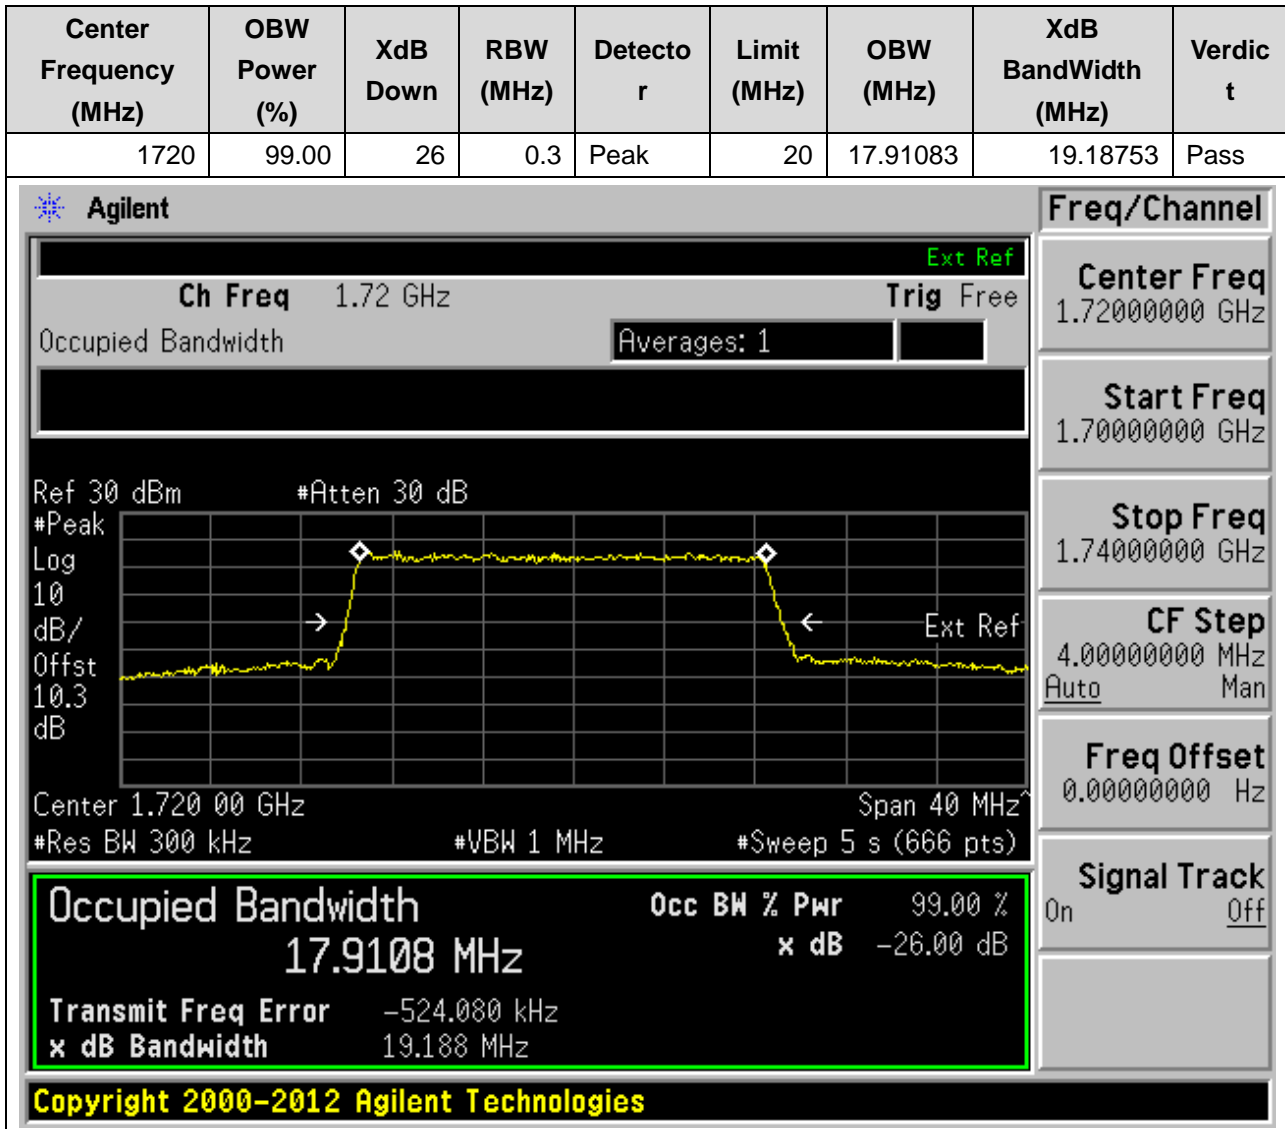 Center Frequency (MHz) OBW Power (%) XdB Down RBW (MHz) Detecto r Limit (MHz) OBW (MHz) XdB BandWidth (MHz) Verdic t
1720 99.00 26 0.3 Peak 20 17.91083 19.18753 Pass
Agilent
Freq/Channel
Ext Ref
Ch Freq 1.72 GHz Trig Free
Occupied Bandwidth Averages: 1
Ref 30 dBm #Atten 30 dB
#Peak
Log
10
dB/
Offst
10.3
dB
Ext Ref
Center 1.720 00 GHz Span 40 MHz^
#Res BW 300 kHz #VBW 1 MHz #Sweep 5 s (666 pts)
Occupied Bandwidth
17.9108 MHz
Occ BW % Pwr 99.00 %
x dB -26.00 dB
Transmit Freq Error -524.080 kHz
x dB Bandwidth 19.188 MHz
Center Freq
1.72000000 GHz
Start Freq
1.70000000 GHz
Stop Freq
1.74000000 GHz
CF Step
4.00000000 MHz
Auto Man
Freq Offset
0.00000000 Hz
Signal Track
On Off
Copyright 2000-2012 Agilent Technologies